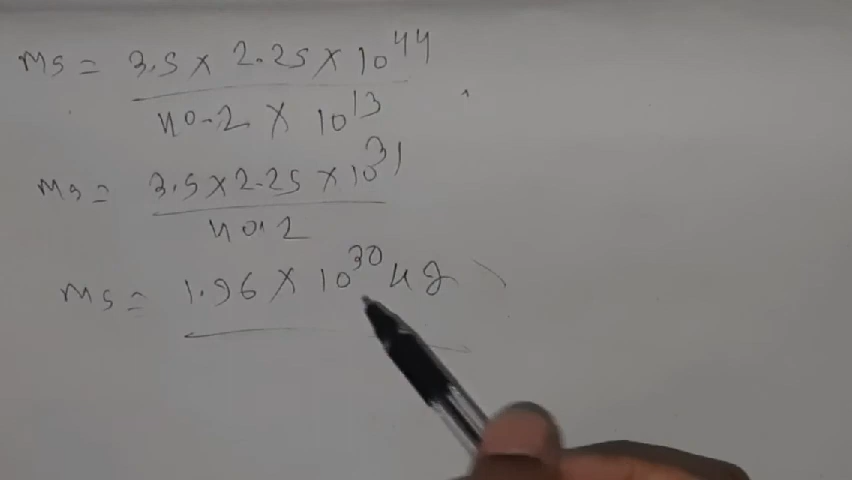 Ms = 3.5 × 2.25 × 10^44
40.2 × 10^13
Ms = 3.5 × 2.25 × 10^31
40.2
Ms = 1.96 × 10^30 kg